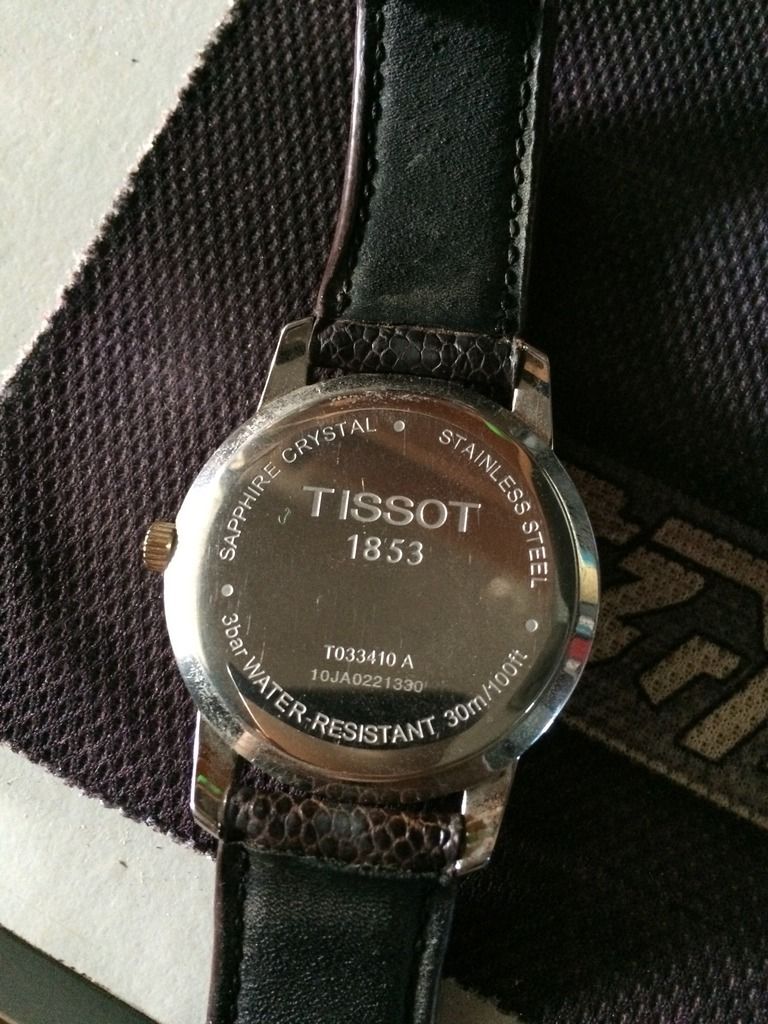 SAPPHIRE CRYSTAL
STAINLESS STEEL
TISSOT
1853
T033410 A
10JA0221330
3bar WATER-RESISTANT 30m/100ft